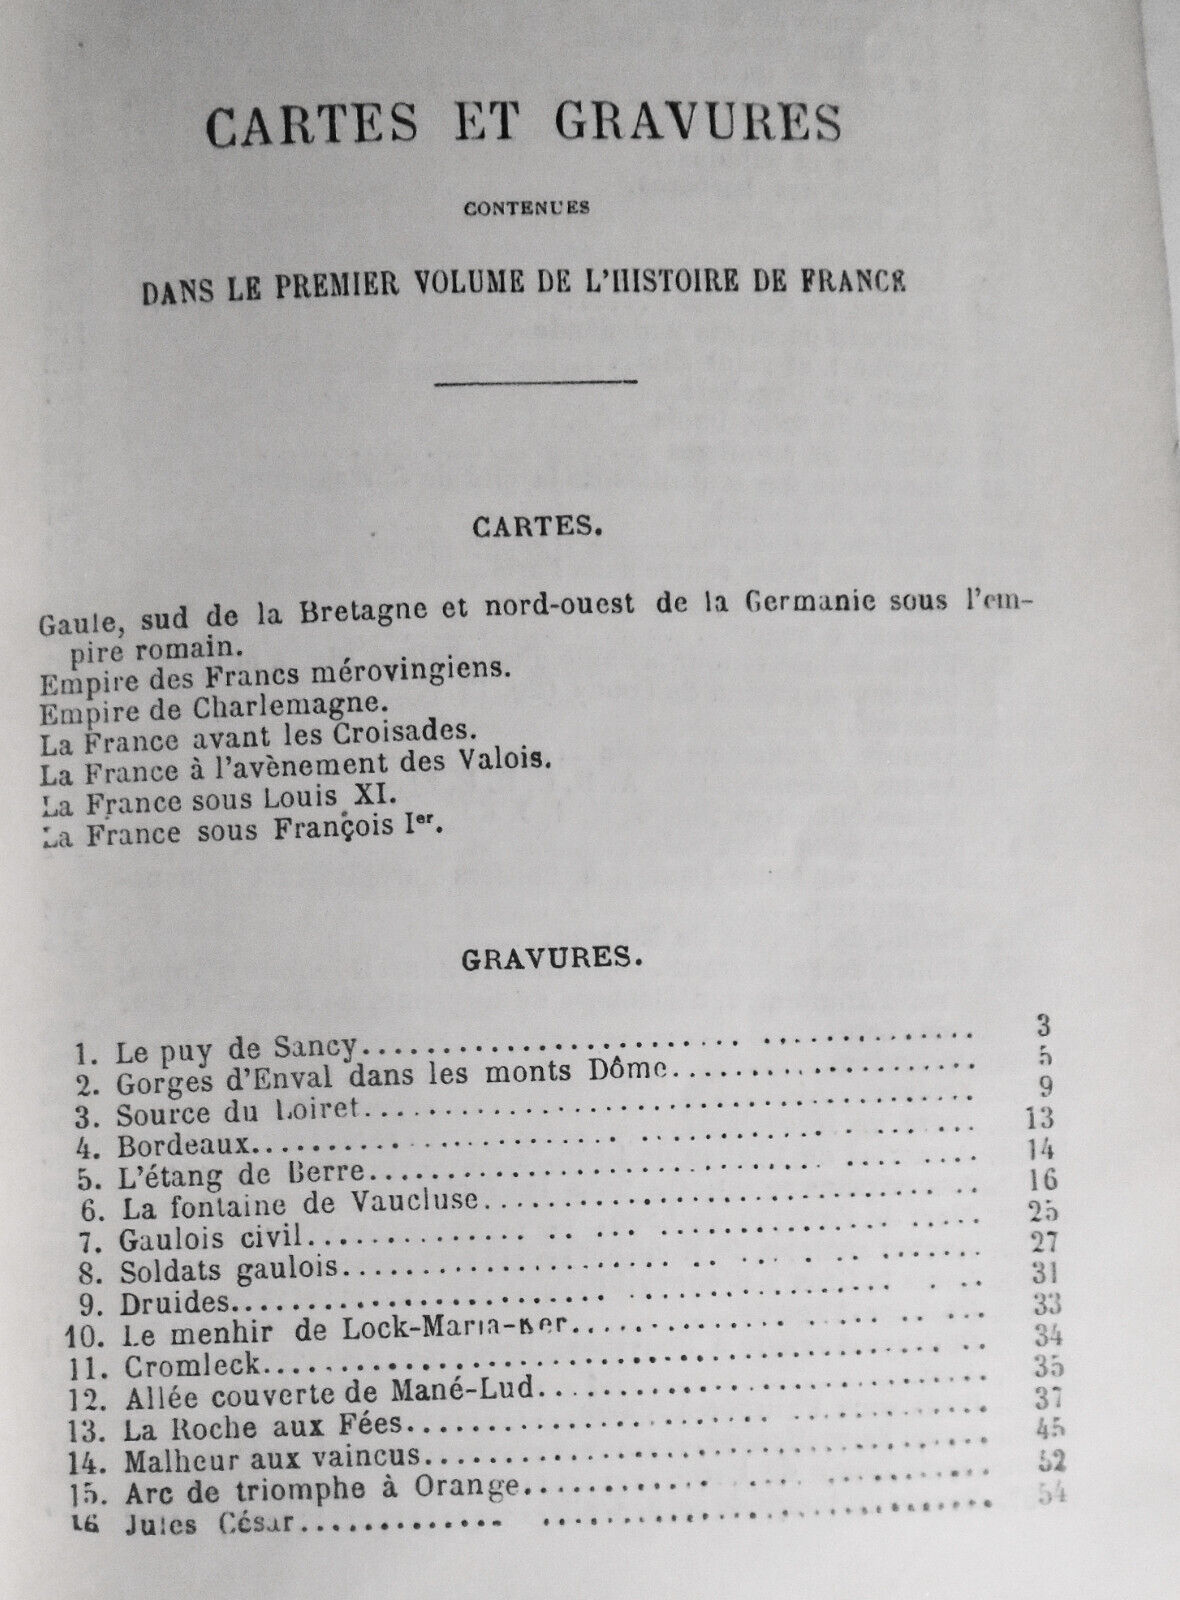 CARTES ET GRAVURES
CONTENUES
DANS LE PREMIER VOLUME DE L'HISTOIRE DE FRANCE
CARTES.
Gaule, sud de la Bretagne et nord-ouest de la Germanie sous l'em-
pire romain.
Empire des Francs mérovingiens.
Empire de Charlemagne.
La France avant les Croisades.
La France à l'avènement des Valois.
La France sous Louis XI.
La France sous François Ier.
GRAVURES.
1. Le puy de Sancy 3
2. Gorges d'Enval dans les monts Dôme 5
3. Source du Loiret 9
4. Bordeaux 13
5. L'étang de Berre 14
6. La fontaine de Vaucluse 16
7. Gaulois civil 25
8. Soldats gaulois 27
9. Druides 31
10. Le menhir de Lock-Maria-ker 33
11. Cromleck 34
12. Allée couverte de Mané-Lud 35
13. La Roche aux Fées 37
14. Malheur aux vaincus 45
15. Arc de triomphe à Orange 52
16 Jules César 54